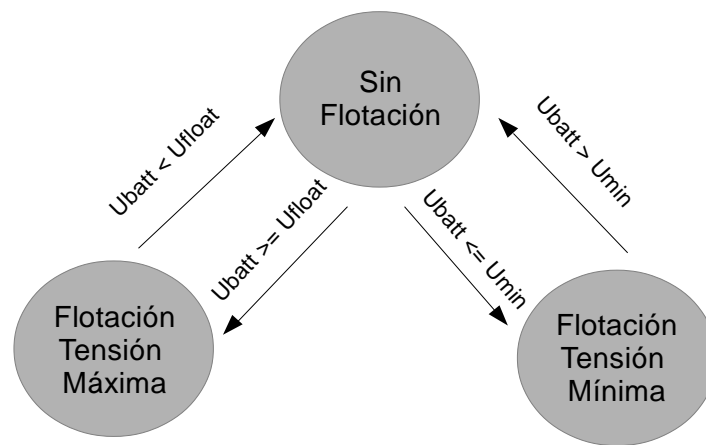 Sin
Flotación
Ubatt < Ufloat
Ubatt >= Ufloat
Ubatt <= Umin
Ubatt > Umin
Flotación
Tensión
Máxima
Flotación
Tensión
Mínima